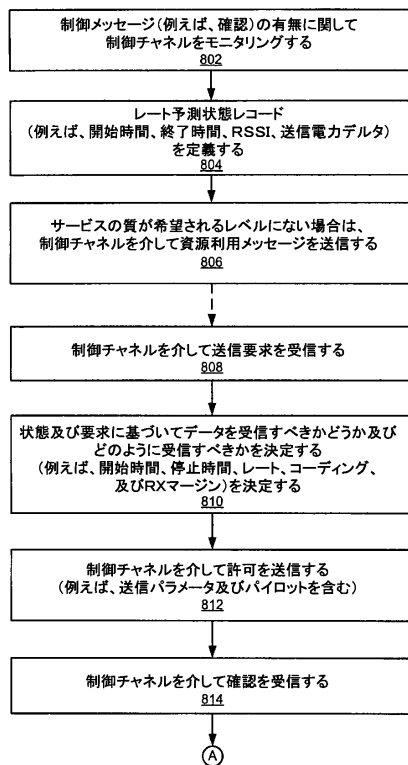 制御メッセージ(例えば、確認)の有無に関して
制御チャネルをモニタリングする
802
レート予測状態レコード
(例えば、開始時間、終了時間、RSSI、送信電力デルタ)
を定義する
804
サービスの質が希望されるレベルにない場合は、
制御チャネルを介して資源利用メッセージを送信する
806
制御チャネルを介して送信要求を受信する
808
状態及び要求に基づいてデータを受信すべきかどうか及び
どのように受信すべきかを決定する
(例えば、開始時間、停止時間、レート、コーディング、
及びRXマージン)を決定する
810
制御チャネルを介して許可を送信する
(例えば、送信パラメータ及びパイロットを含む)
812
制御チャネルを介して確認を受信する
814
A